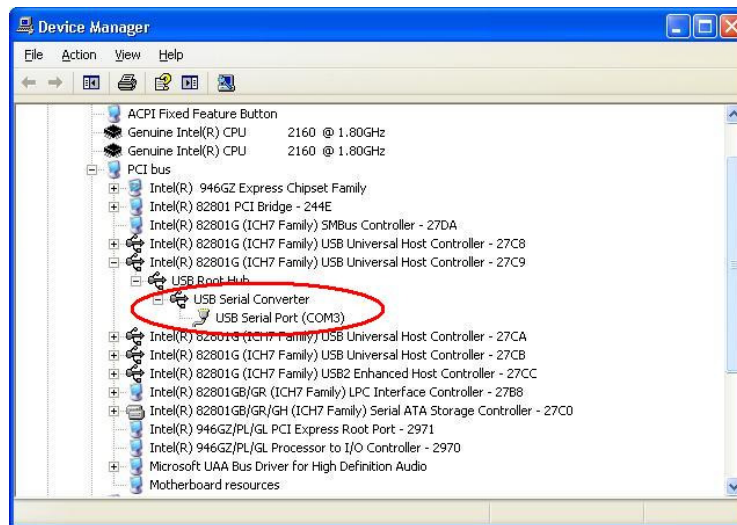 Device Manager
File Action View Help
ACPI Fixed Feature Button
Genuine Intel(R) CPU 2160 @ 1.80GHz
Genuine Intel(R) CPU 2160 @ 1.80GHz
PCI bus
Intel(R) 946GZ Express Chipset Family
Intel(R) 82801 PCI Bridge - 244E
Intel(R) 82801G (ICH7 Family) SMBus Controller - 27DA
Intel(R) 82801G (ICH7 Family) USB Universal Host Controller - 27C8
Intel(R) 82801G (ICH7 Family) USB Universal Host Controller - 27C9
USB Root Hub
USB Serial Converter
USB Serial Port (COM3)
Intel(R) 82801G (ICH7 Family) USB Universal Host Controller - 27CA
Intel(R) 82801G (ICH7 Family) USB Universal Host Controller - 27CB
Intel(R) 82801G (ICH7 Family) USB2 Enhanced Host Controller - 27CC
Intel(R) 82801GB/GR (ICH7 Family) LPC Interface Controller - 27B8
Intel(R) 82801GB/GR/GH (ICH7 Family) Serial ATA Storage Controller - 27C0
Intel(R) 946GZ/PL/GL PCI Express Root Port - 2971
Intel(R) 946GZ/PL/GL Processor to I/O Controller - 2970
Microsoft UAA Bus Driver for High Definition Audio
Motherboard resources